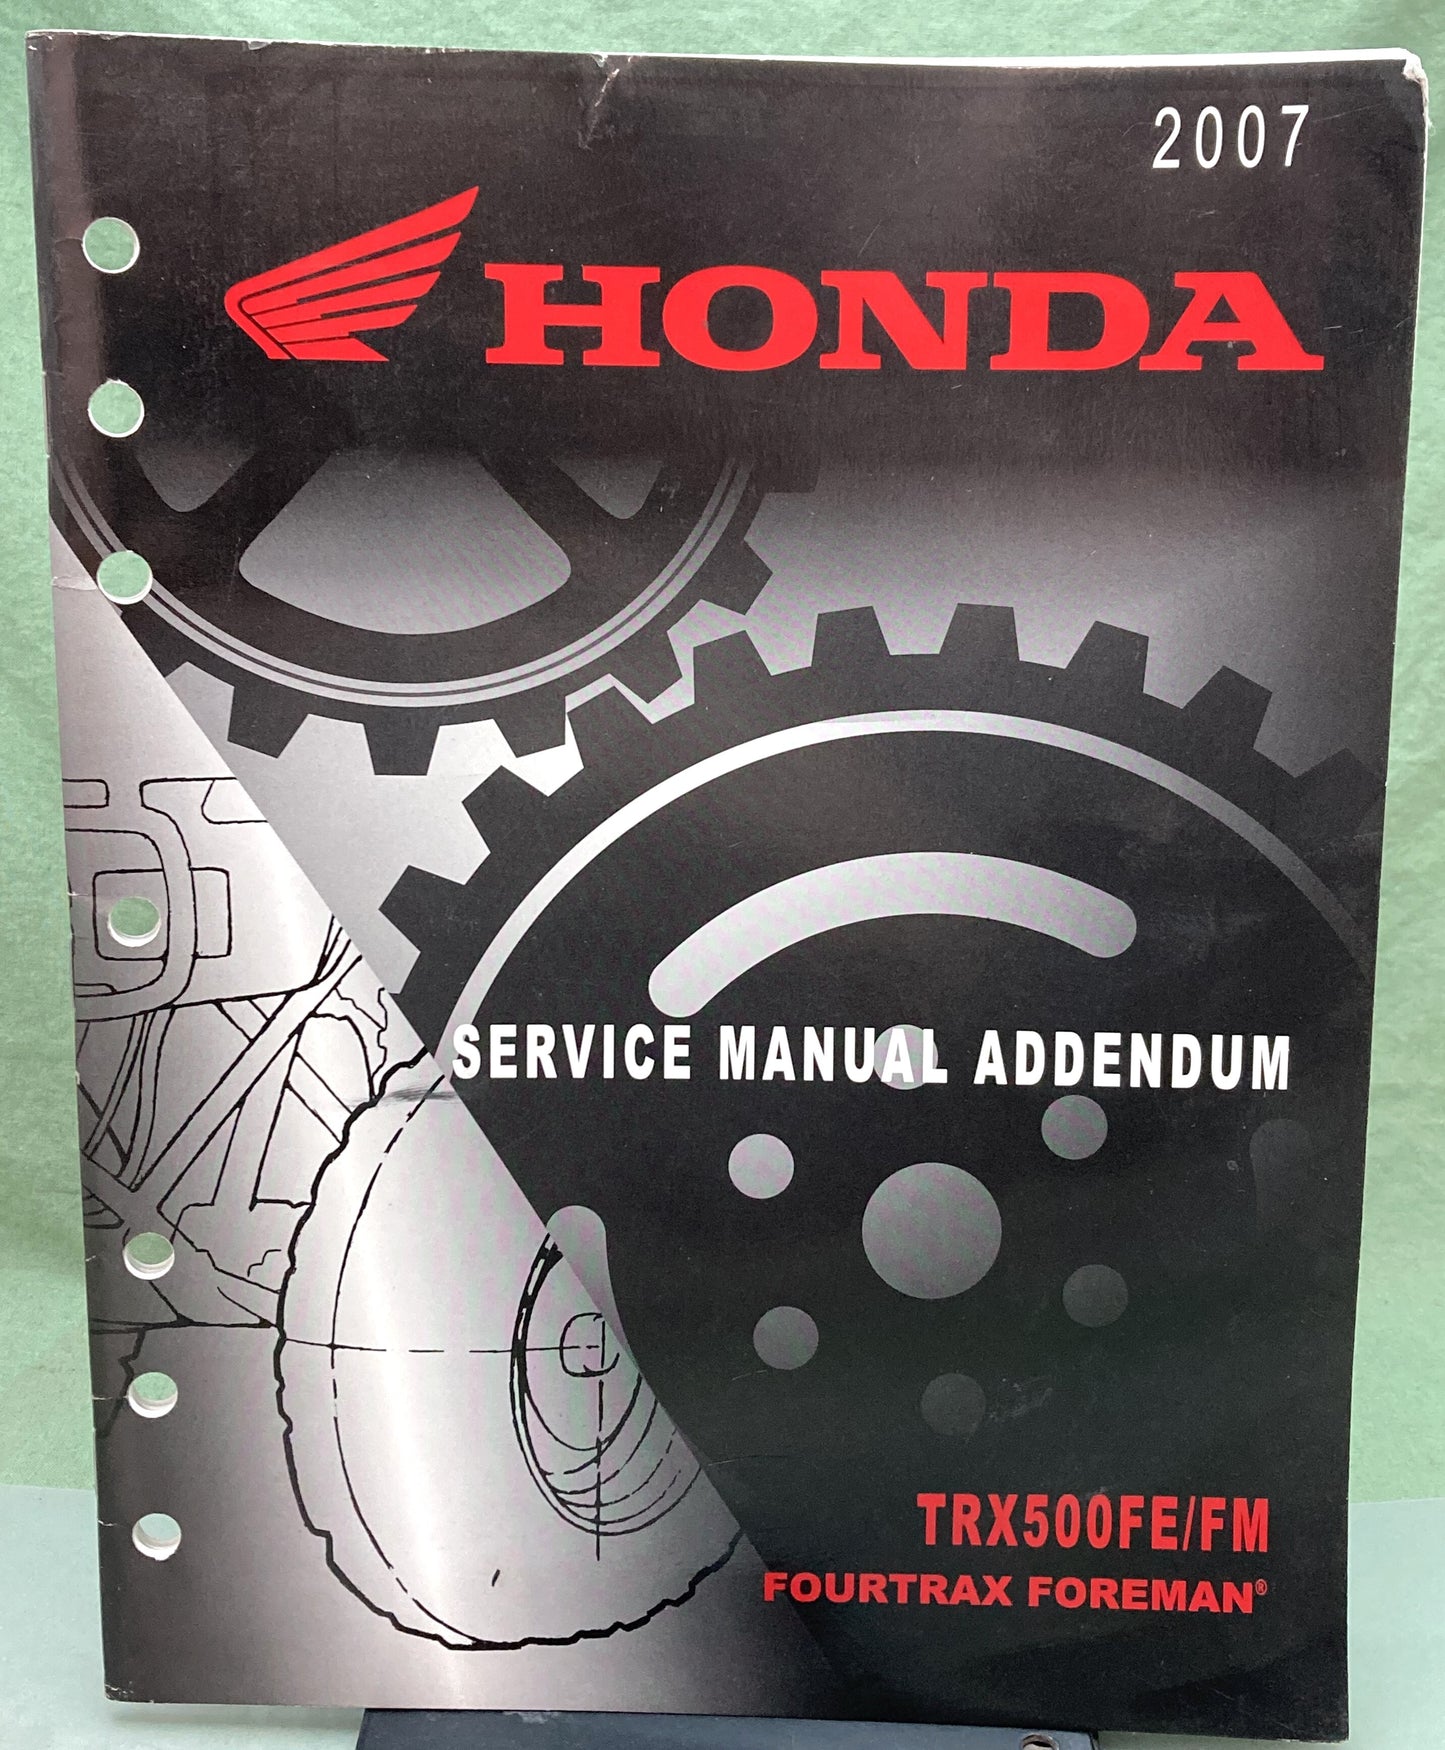 2007
HONDA
SERVICE MANUAL ADDENDUM
TRX500FE/FM
FOURTRAX FOREMAN®